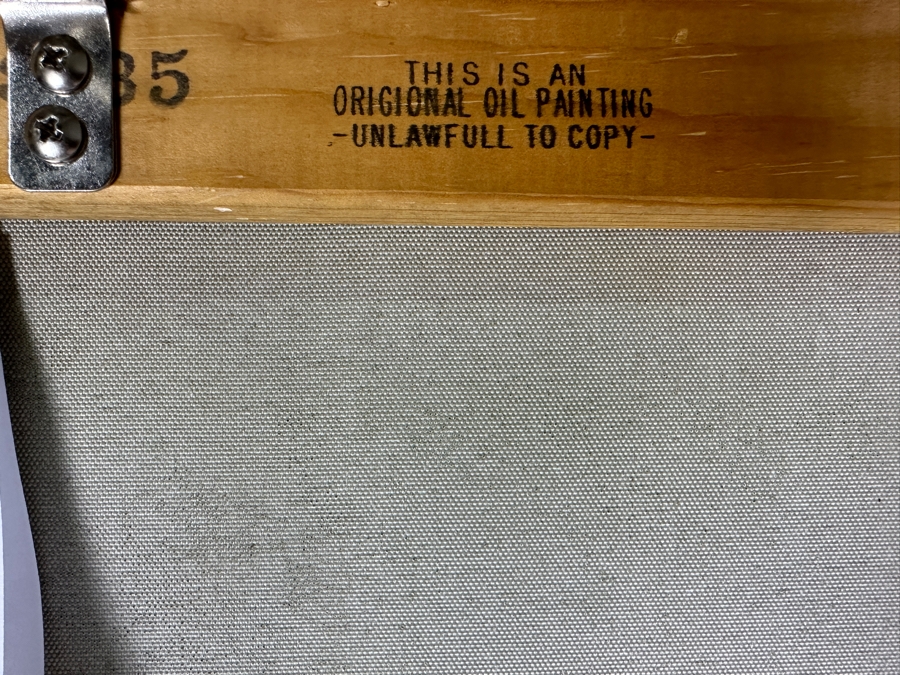 35
THIS IS AN
ORIGIONAL OIL PAINTING
-UNLAWFULL TO COPY-